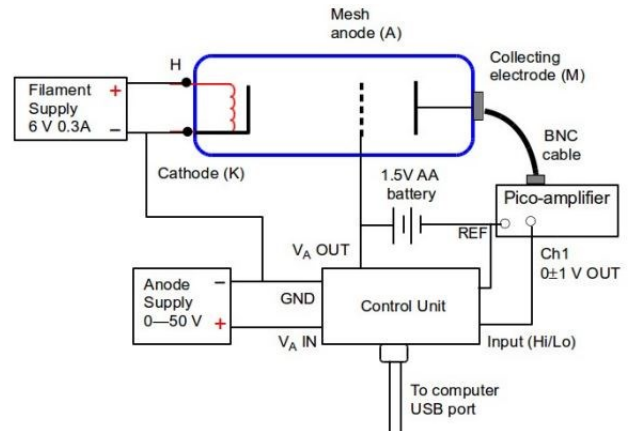 Mesh
anode (A)
Collecting
electrode (M)
H
Filament
Supply
6 V 0.3A
+
−
BNC
cable
Cathode (K)
1.5V AA
battery
Pico-amplifier
REF
V_A OUT
Ch1
0±1 V OUT
Anode
Supply
0—50 V
−
+
GND
Control Unit
V_A IN
Input (Hi/Lo)
To computer
USB port